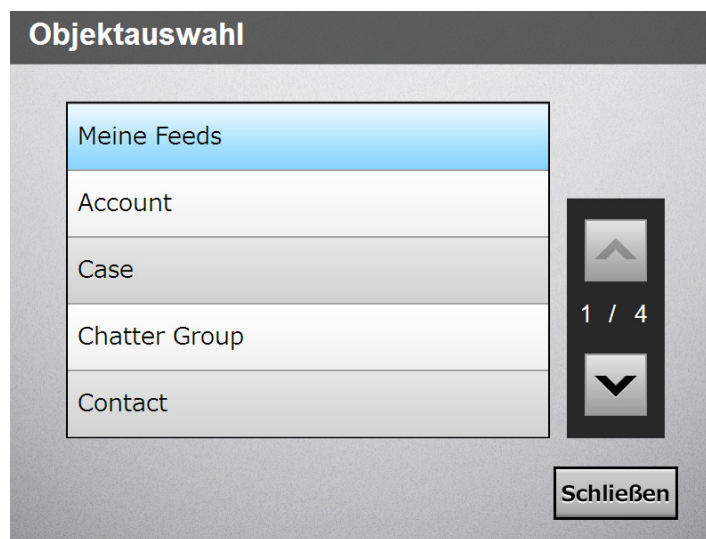 Objektauswahl
Meine Feeds
Account
Case
Chatter Group
Contact
1 / 4
Schließen